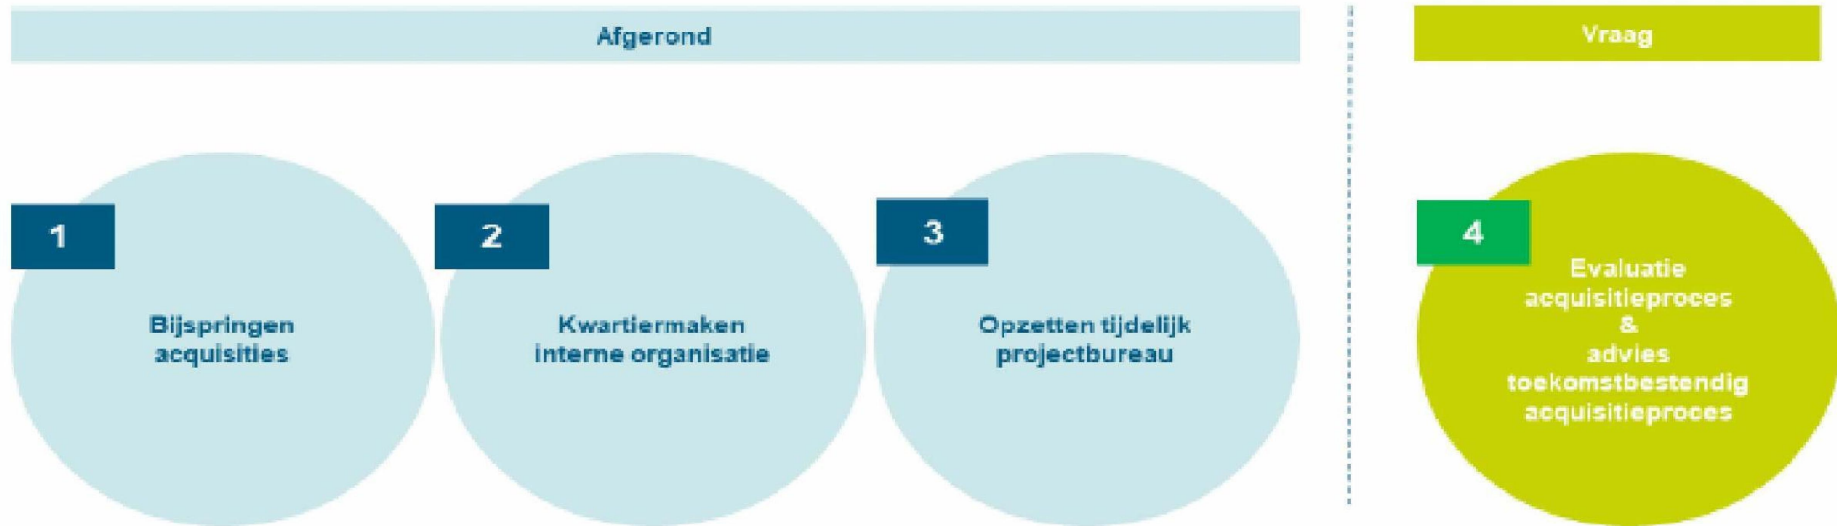 Afgerond
Vraag
1
Bijspringen
acquisities
2
Kwartiermaken
interne organisatie
3
Opzetten tijdelijk
projectbureau
4
Evaluatie
acquisitieproces
&
advies
toekomstbestendig
acquisitieproces